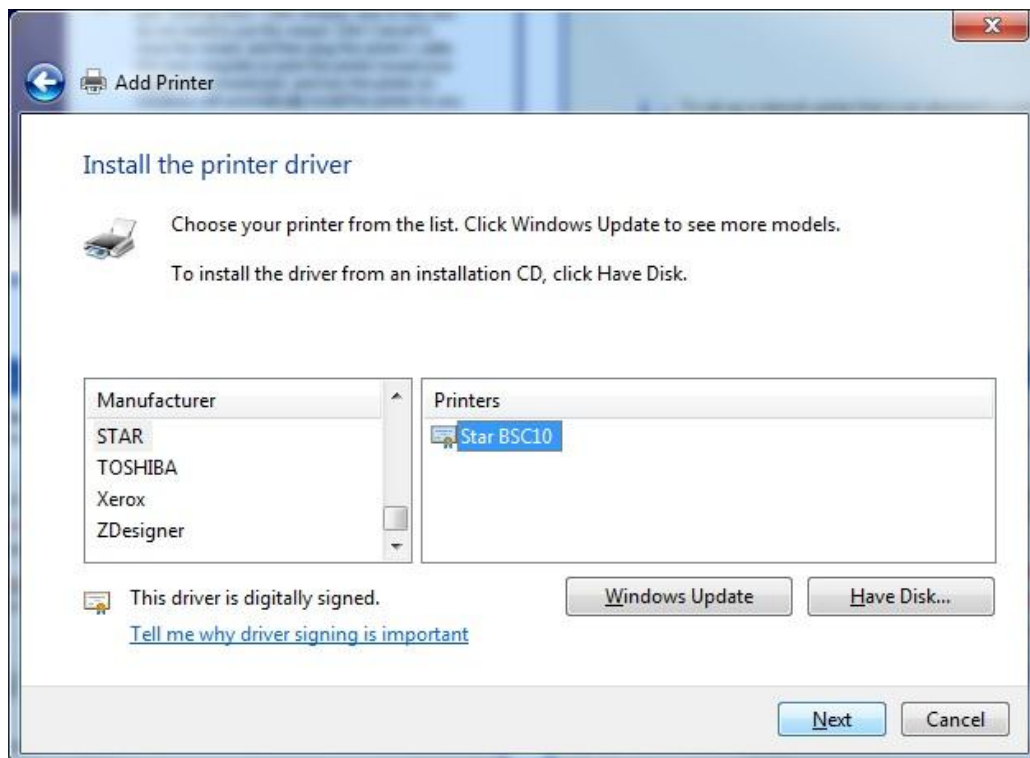 Add Printer
Install the printer driver
Choose your printer from the list. Click Windows Update to see more models.
To install the driver from an installation CD, click Have Disk.
Manufacturer
STAR
TOSHIBA
Xerox
ZDesigner
Printers
Star BSC10
This driver is digitally signed.
Tell me why driver signing is important
Windows Update
Have Disk...
Next
Cancel